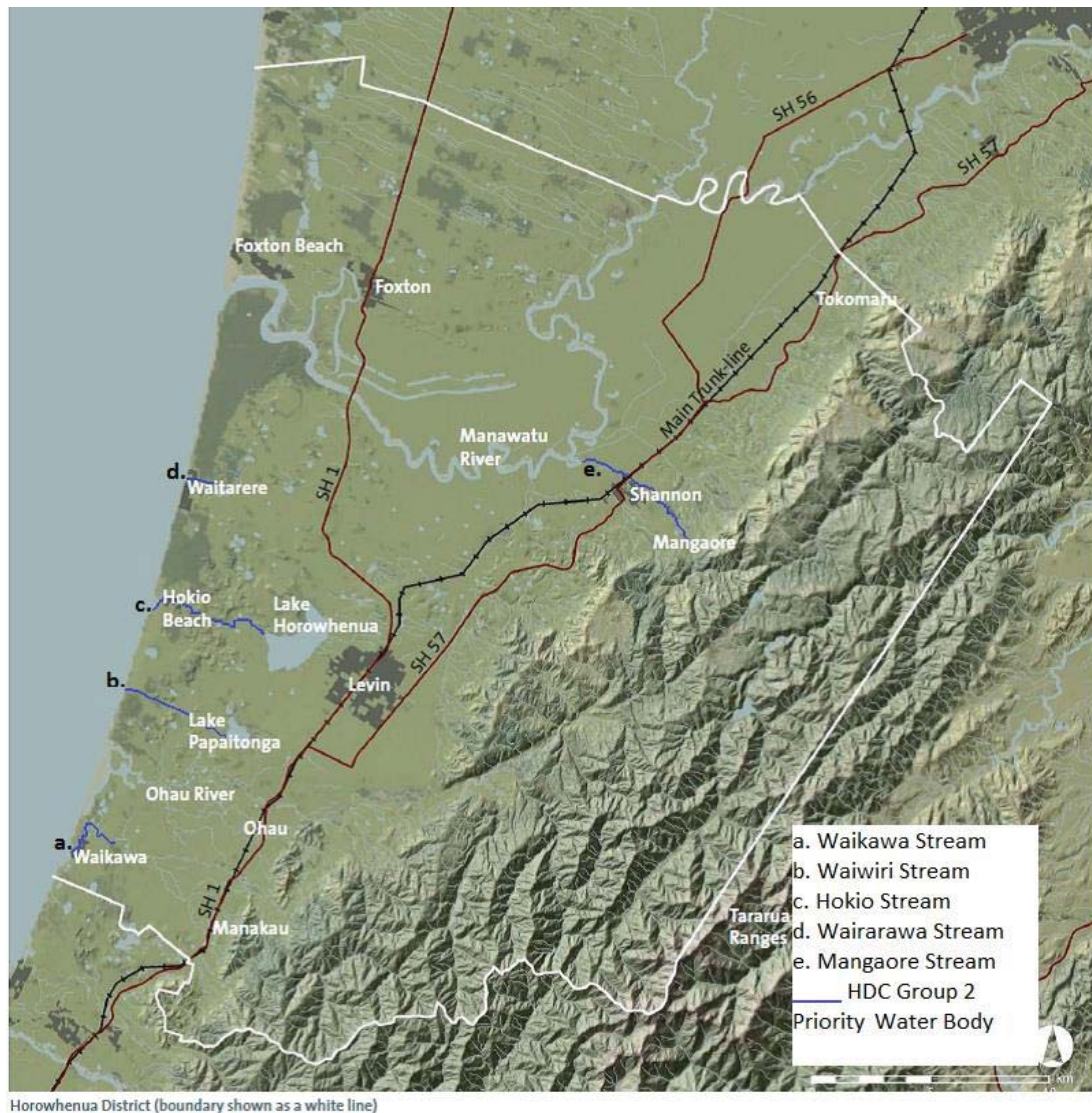 SH 56
SH 57
Foxton Beach
Foxton
Tokomaru
Main Trunk-line
Manawatu
River
SH 1
d.
Waitarere
e.
Shannon
Mangaore
c.
Hokio
Beach
Lake
Horowhenua
SH 57
Levin
b.
Lake
Papaitonga
Ohau River
Ohau
a.
Waikawa
SH 1
Manakau
Tararua
Ranges
a. Waikawa Stream
b. Waiwiri Stream
c. Hokio Stream
d. Wairarawa Stream
e. Mangaore Stream
HDC Group 2
Priority Water Body
km
Horowhenua District (boundary shown as a white line)